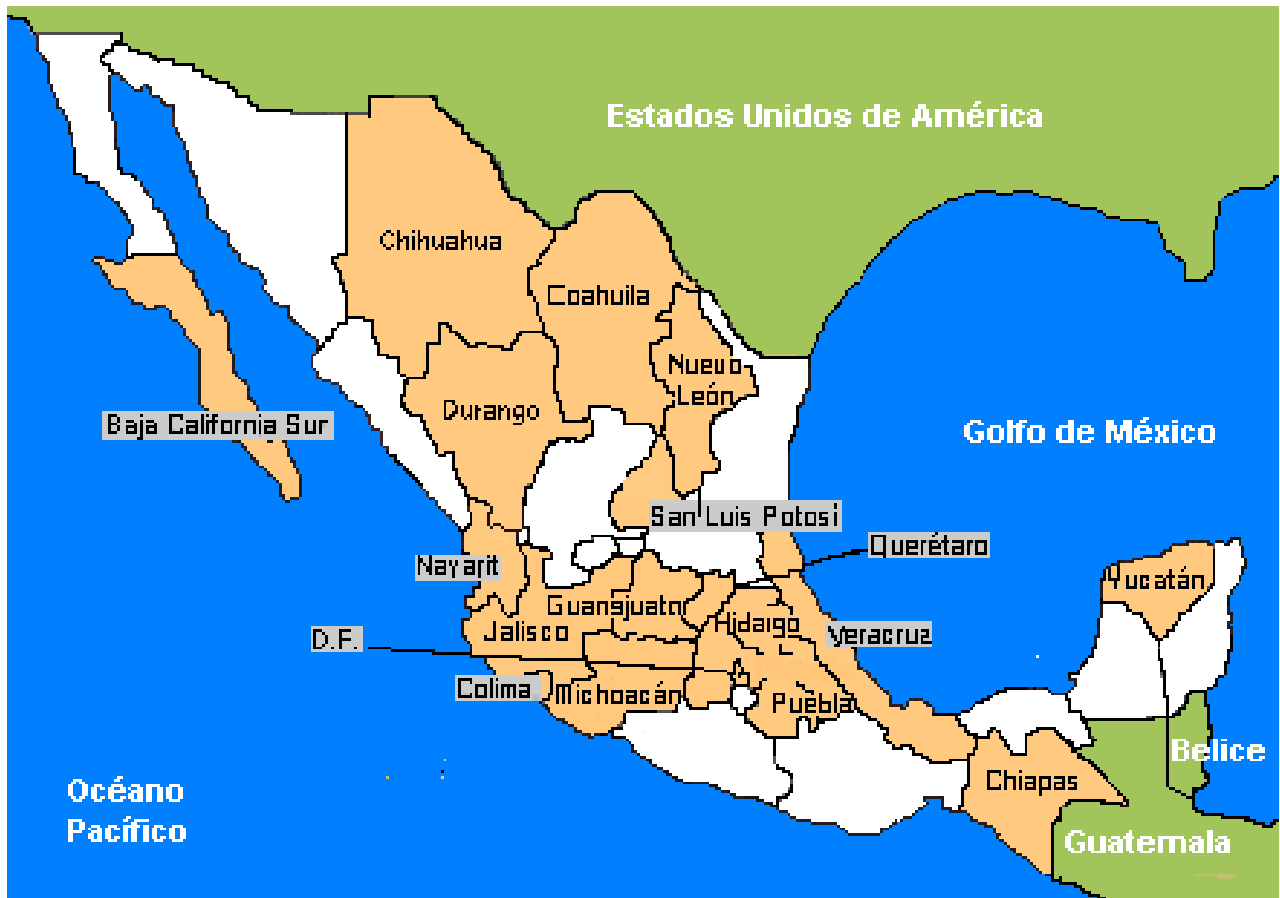 Estados Unidos de América
Chihuahua
Coahuila
Nuevo
León
Durango
Baja California Sur
Golfo de México
San Luis Potosí
Querétaro
Nayarit
Yucatán
Guanajuato
Hidalgo
Jalisco
Veracruz
D.F.
Colima
Michoacán
Puebla
Belice
Chiapas
Océano
Pacífico
Guatemala